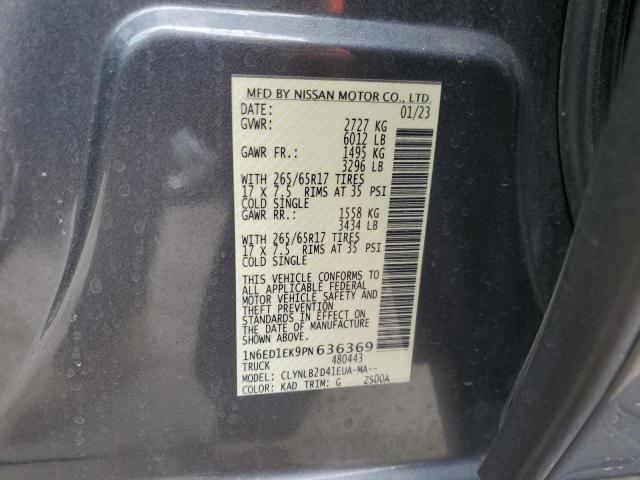 MFD BY NISSAN MOTOR CO., LTD.
DATE: 01/23
GVWR: 2727 KG
6012 LB
GAWR FR.: 1495 KG
3296 LB
WITH 265/65R17 TIRES
17 X 7.5 RIMS AT 35 PSI
COLD SINGLE
GAWR RR.: 1558 KG
3434 LB
WITH 265/65R17 TIRES
17 X 7.5 RIMS AT 35 PSI
COLD SINGLE
THIS VEHICLE CONFORMS TO
ALL APPLICABLE FEDERAL
MOTOR VEHICLE SAFETY AND
THEFT PREVENTION
STANDARDS IN EFFECT ON
THE DATE OF MANUFACTURE
SHOWN ABOVE.
1N6ED1EK9PN636369
TRUCK 480443
MODEL: CLYNLB2D41EUA-MA--
COLOR: KAD TRIM: G ZS00A